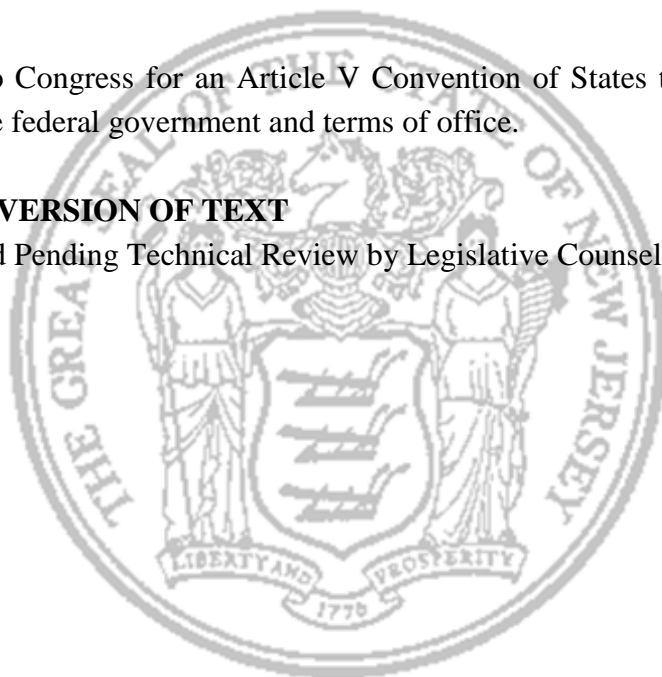 Congress for an Article V Convention of States
federal government and terms of office.
VERSION OF TEXT
Pending Technical Review by Legislative Counsel
THE GREAT SEAL OF THE STATE OF NEW JERSEY
LIBERTY AND PROSPERITY
1776